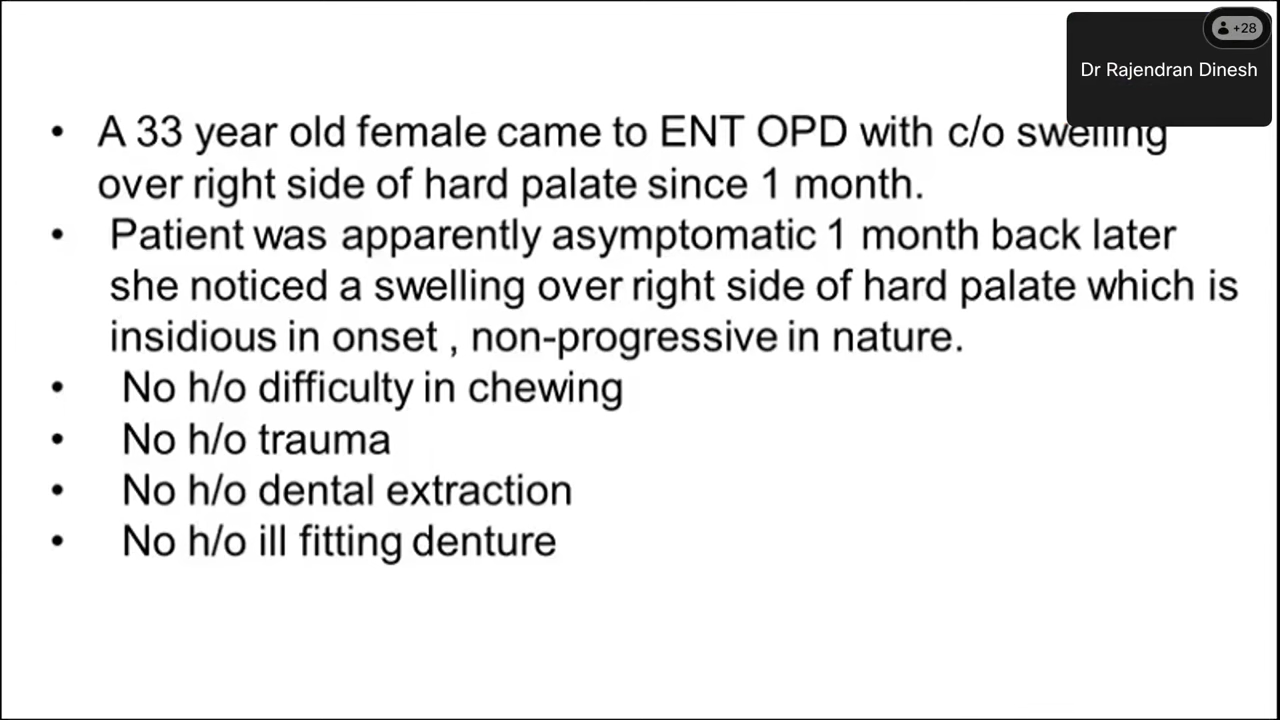 +28
Dr Rajendran Dinesh
• A 33 year old female came to ENT OPD with c/o swelling
over right side of hard palate since 1 month.
• Patient was apparently asymptomatic 1 month back later
she noticed a swelling over right side of hard palate which is
insidious in onset , non-progressive in nature.
• No h/o difficulty in chewing
• No h/o trauma
• No h/o dental extraction
• No h/o ill fitting denture